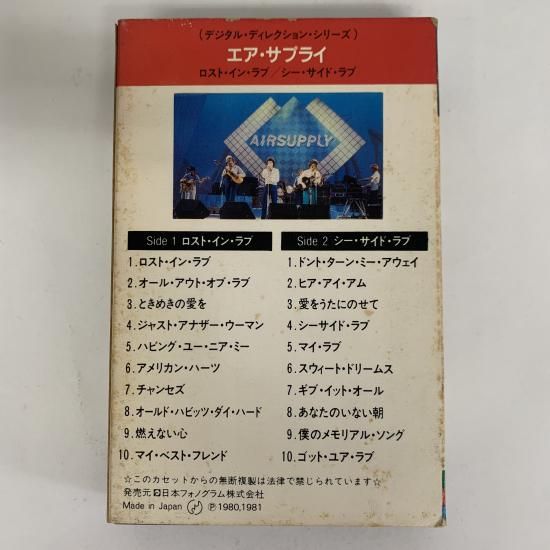 (デジタル・ディレクション・シリーズ)
エア・サプライ
ロスト・イン・ラブ/シー・サイド・ラブ
AIRSUPPLY
Side 1 ロスト・イン・ラブ
1.ロスト・イン・ラブ
2.オール・アウト・オブ・ラブ
3.ときめきの愛を
4.ジャスト・アナザー・ウーマン
5.ハビング・ユー・ニア・ミー
6.アメリカン・ハーツ
7.チャンセズ
8.オールド・ハビッツ・ダイ・ハード
9.燃えない心
10.マイ・ベスト・フレンド
Side 2 シー・サイド・ラブ
1.ドント・ターン・ミー・アウェイ
2.ヒア・アイ・アム
3.愛をうたにのせて
4.シーサイド・ラブ
5.マイ・ラブ
6.スウィート・ドリームス
7.ギブ・イット・オール
8.あなたのいない朝
9.僕のメモリアル・ソング
10.ゴット・ユア・ラブ
☆このカセットからの無断複製は法律で禁じられています☆
発売元 日本フォノグラム株式会社
Made in Japan Ⓟ1980,1981